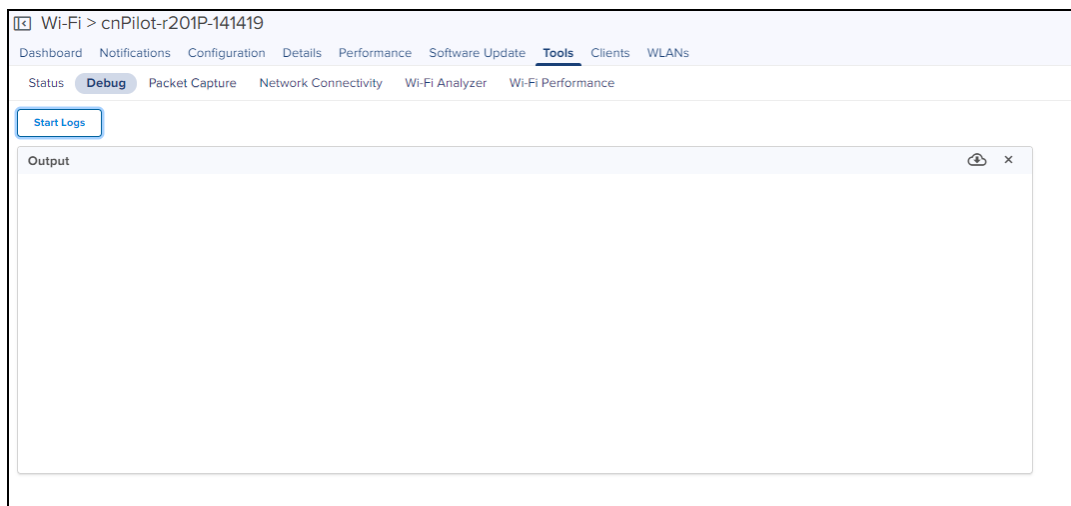 Wi-Fi > cnPilot-r201P-141419
Dashboard Notifications Configuration Details Performance Software Update Tools Clients WLANs
Status Debug Packet Capture Network Connectivity Wi-Fi Analyzer Wi-Fi Performance
Start Logs
Output